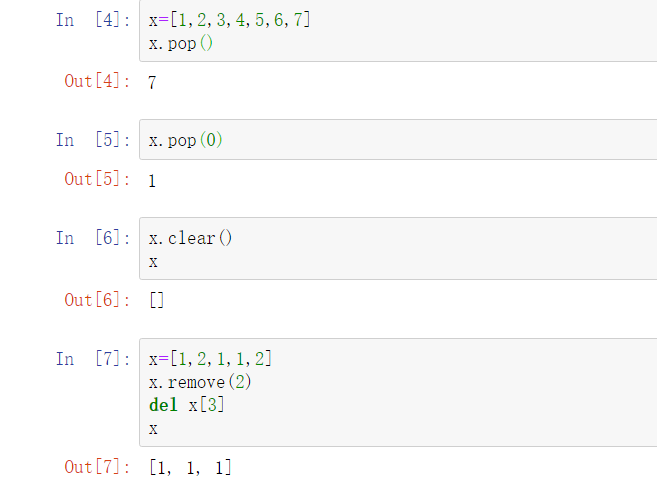 In [4]: x=[1,2,3,4,5,6,7]
x.pop()
Out[4]: 7
In [5]: x.pop(0)
Out[5]: 1
In [6]: x.clear()
x
Out[6]: []
In [7]: x=[1,2,1,1,2]
x.remove(2)
del x[3]
x
Out[7]: [1, 1, 1]